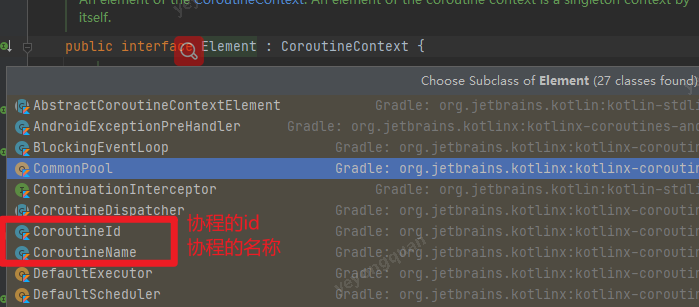 An element of the CoroutineContext. An element of the coroutine context is a singleton context by
itself.
public interface Element : CoroutineContext {
Choose Subclass of Element (27 classes found)
AbstractCoroutineContextElement Gradle: org.jetbrains.kotlin:kotlin-stdli
AndroidExceptionPreHandler Gradle: org.jetbrains.kotlinx:kotlinx-coroutines-and
BlockingEventLoop Gradle: org.jetbrains.kotlinx:kotlinx-coroutin
CommonPool Gradle: org.jetbrains.kotlinx:kotlinx-coroutin
ContinuationInterceptor Gradle: org.jetbrains.kotlin:kotlin-stdli
CoroutineDispatcher Gradle: org.jetbrains.kotlinx:kotlinx-coroutin
CoroutineId Gradle: org.jetbrains.kotlinx:kotlinx-coroutin
协程的id
CoroutineName Gradle: org.jetbrains.kotlinx:kotlinx-coroutin
协程的名称
DefaultExecutor Gradle: org.jetbrains.kotlinx:kotlinx-coroutin
DefaultScheduler Gradle: org.jetbrains.kotlinx:kotlinx-coroutin